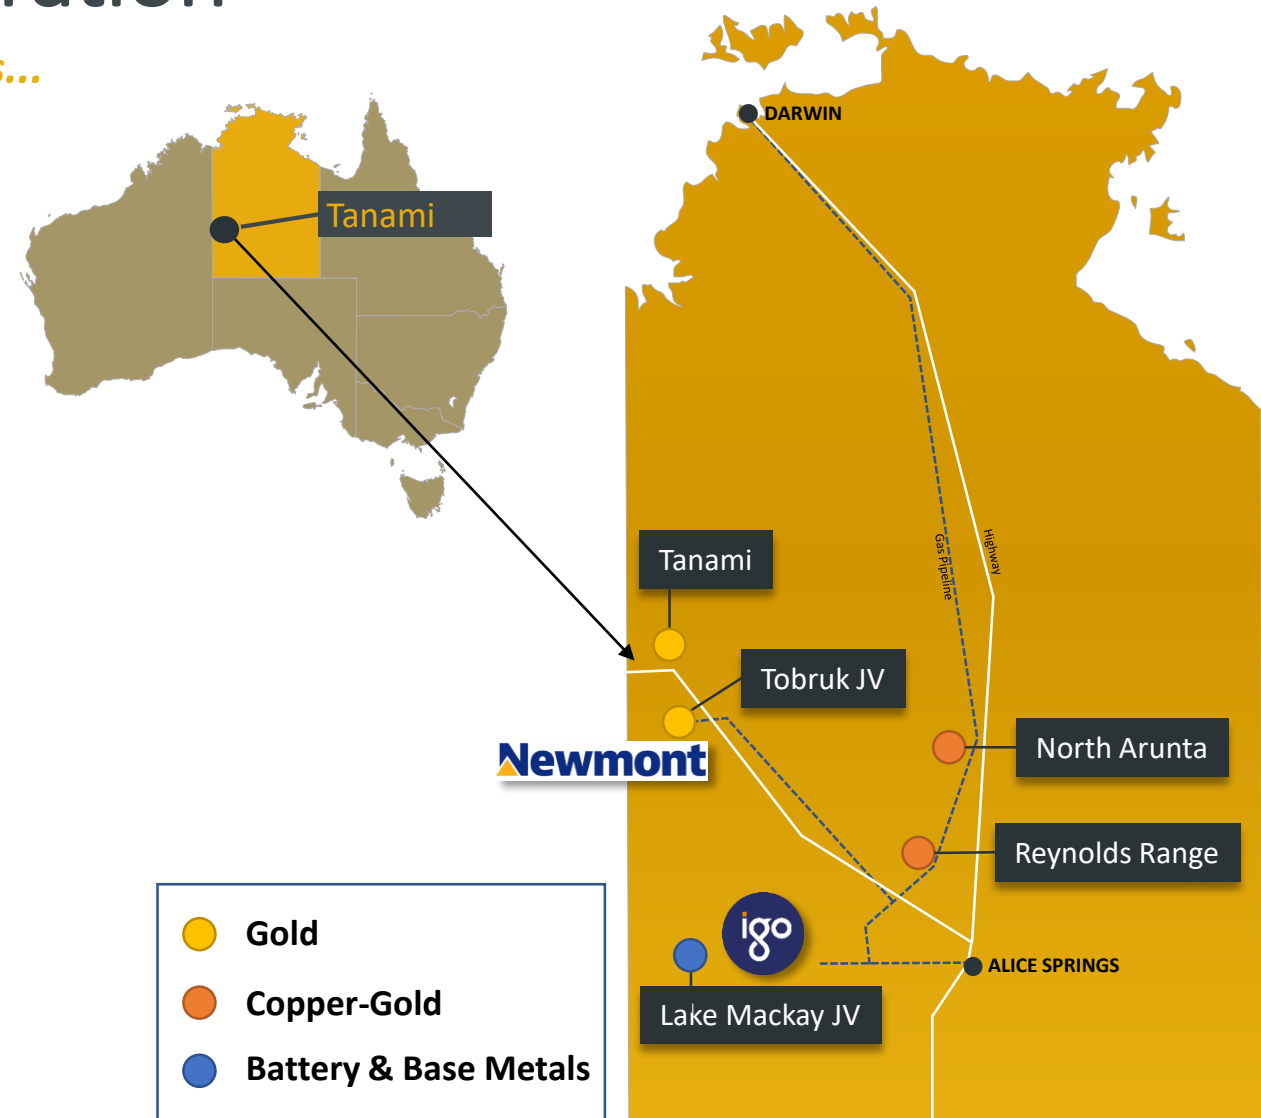 s...
Tanami
DARWIN
Highway
Gas Pipeline
Tanami
Tobruk JV
Newmont
North Arunta
Reynolds Range
igo
ALICE SPRINGS
Lake Mackay JV
Gold
Copper-Gold
Battery & Base Metals